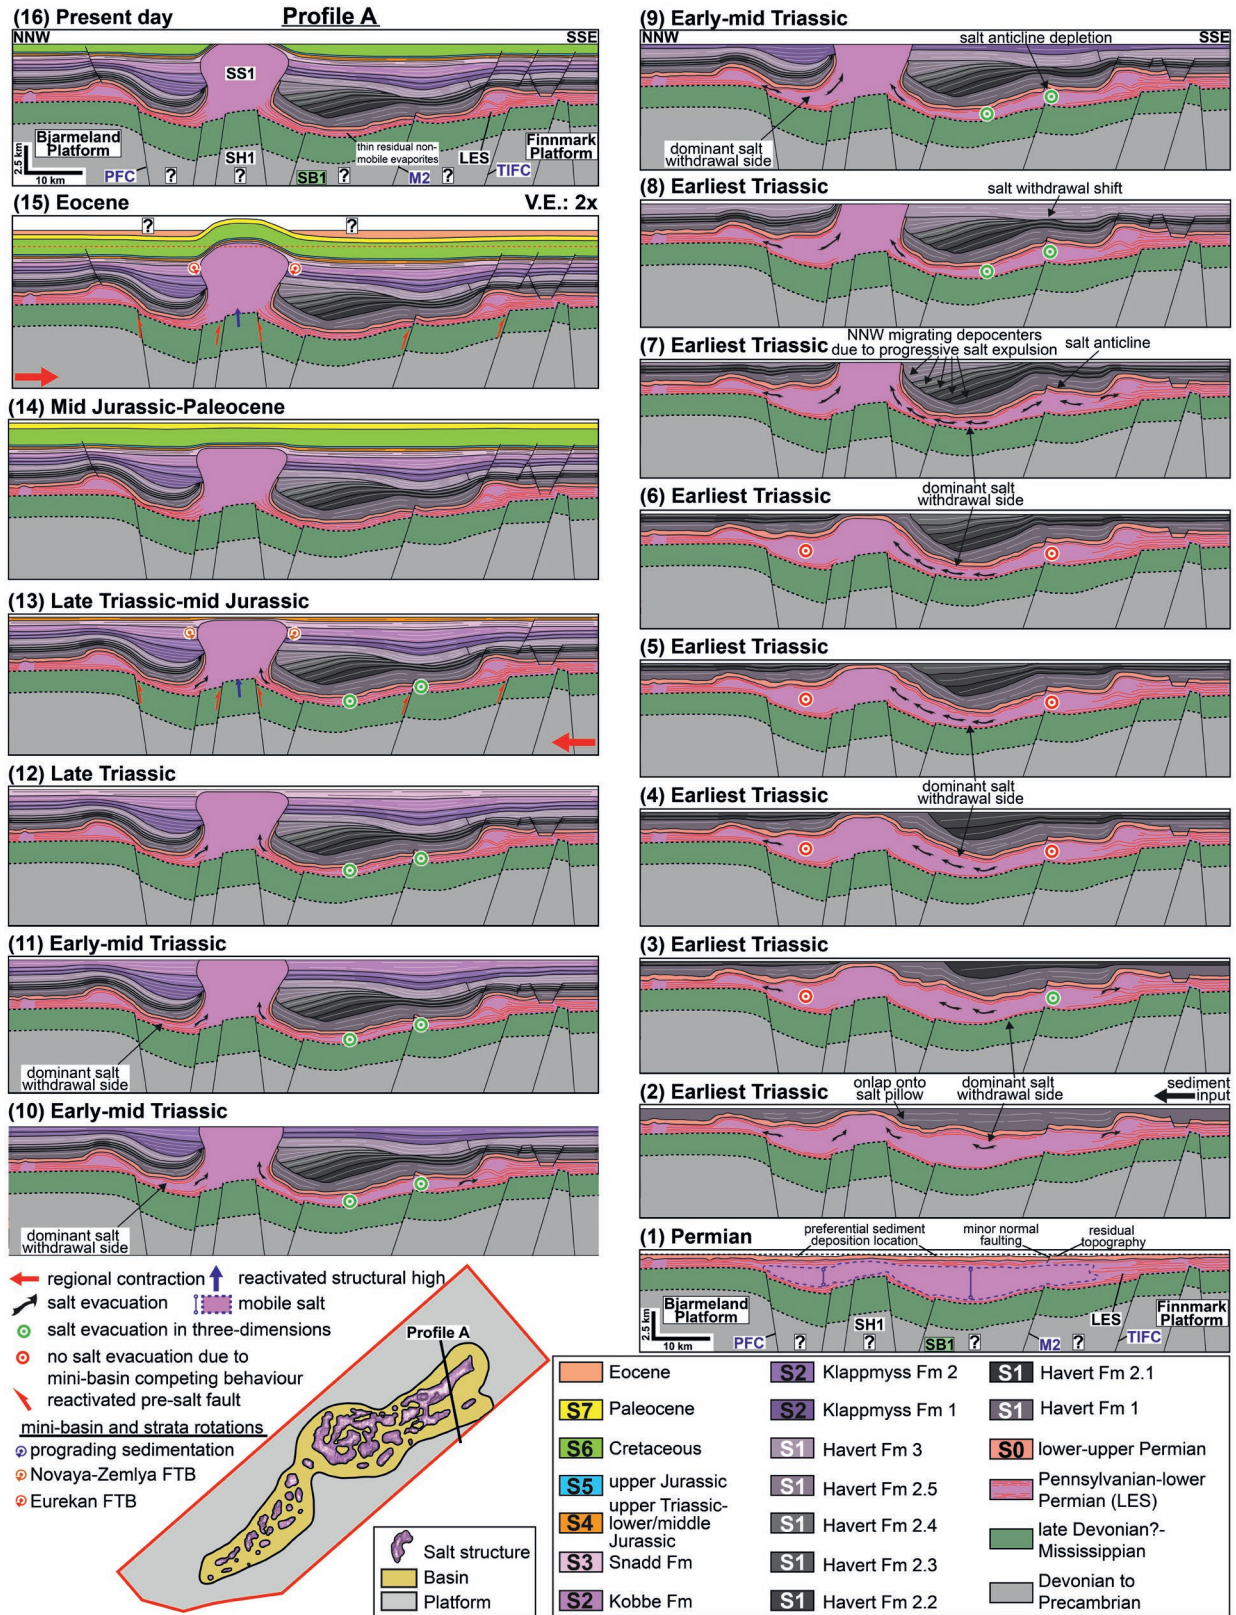 (16) Present day
Profile A
NNW
SSE
SS1
Bjarmeland
Platform
2.5 km
10 km
PFC
?
SH1
?
SB1
thin residual non-
mobile evaporites
?
M2
LES
?
TIFC
Finnmark
Platform
(15) Eocene
V.E.: 2x
?
?
(14) Mid Jurassic-Paleocene
(13) Late Triassic-mid Jurassic
(12) Late Triassic
(11) Early-mid Triassic
dominant salt
withdrawal side
(10) Early-mid Triassic
dominant salt
withdrawal side
(9) Early-mid Triassic
NNW
SSE
salt anticline depletion
dominant salt
withdrawal side
(8) Earliest Triassic
salt withdrawal shift
(7) Earliest Triassic
NNW migrating depocenters
due to progressive salt expulsion
salt anticline
dominant salt
withdrawal side
(6) Earliest Triassic
(5) Earliest Triassic
dominant salt
withdrawal side
(4) Earliest Triassic
(3) Earliest Triassic
(2) Earliest Triassic
onlap onto
salt pillow
dominant salt
withdrawal side
sediment
input
(1) Permian
preferential sediment
deposition location
minor normal
faulting
residual
topography
Bjarmeland
Platform
2.5 km
10 km
PFC
?
SH1
?
SB1
?
M2
?
LES
TIFC
Finnmark
Platform
regional contraction
reactivated structural high
salt evacuation
mobile salt
salt evacuation in three-dimensions
no salt evacuation due to
mini-basin competing behaviour
reactivated pre-salt fault
mini-basin and strata rotations
prograding sedimentation
Novaya-Zemlya FTB
Eurekan FTB
Profile A
Salt structure
Basin
Platform
Eocene
S7 Paleocene
S6 Cretaceous
S5 upper Jurassic
S4 upper Triassic-
lower/middle
Jurassic
S3 Snadd Fm
S2 Kobbe Fm
S2 Klappmyss Fm 2
S2 Klappmyss Fm 1
S1 Havert Fm 3
S1 Havert Fm 2.5
S1 Havert Fm 2.4
S1 Havert Fm 2.3
S1 Havert Fm 2.2
S1 Havert Fm 2.1
S1 Havert Fm 1
S0 lower-upper Permian
Pennsylvanian-lower
Permian (LES)
late Devonian?-
Mississippian
Devonian to
Precambrian